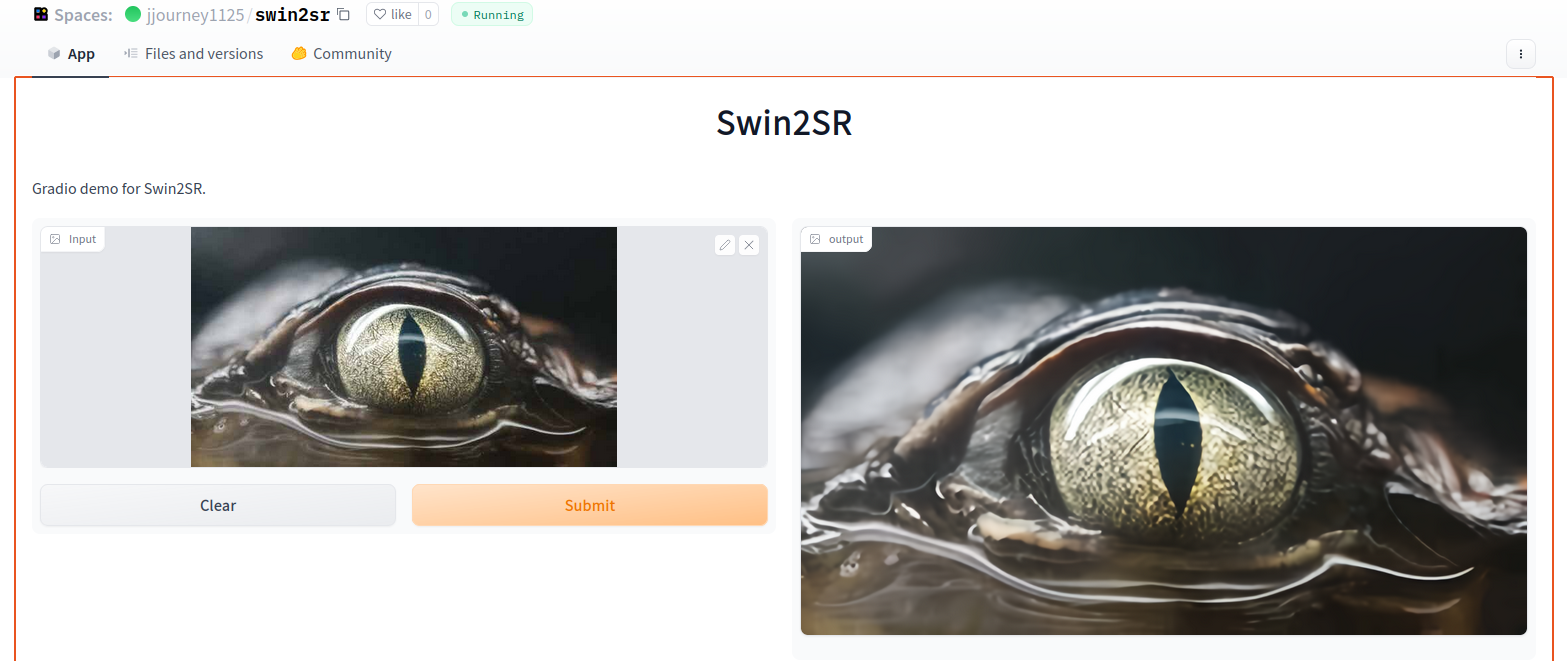 Spaces: jjourney1125/swin2sr like 0 Running
App Files and versions Community
Swin2SR
Gradio demo for Swin2SR.
Input
output
Clear Submit